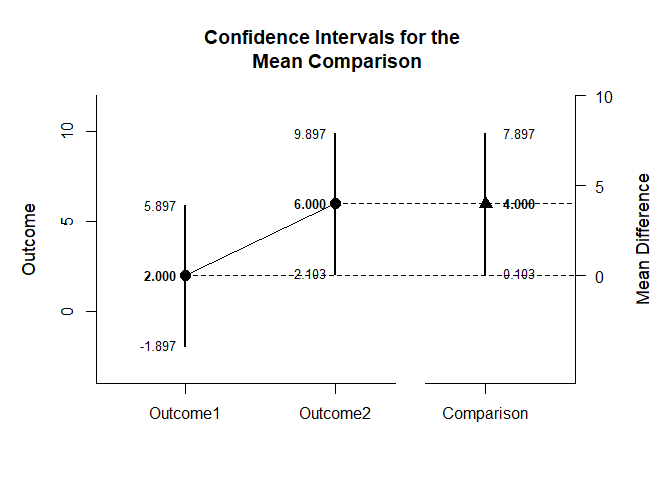 Confidence Intervals for the
Mean Comparison
Outcome
10
5
0
9.897
6.000
2.103
5.897
2.000
-1.897
7.897
4.000
0.103
10
5
0
Mean Difference
Outcome1
Outcome2
Comparison